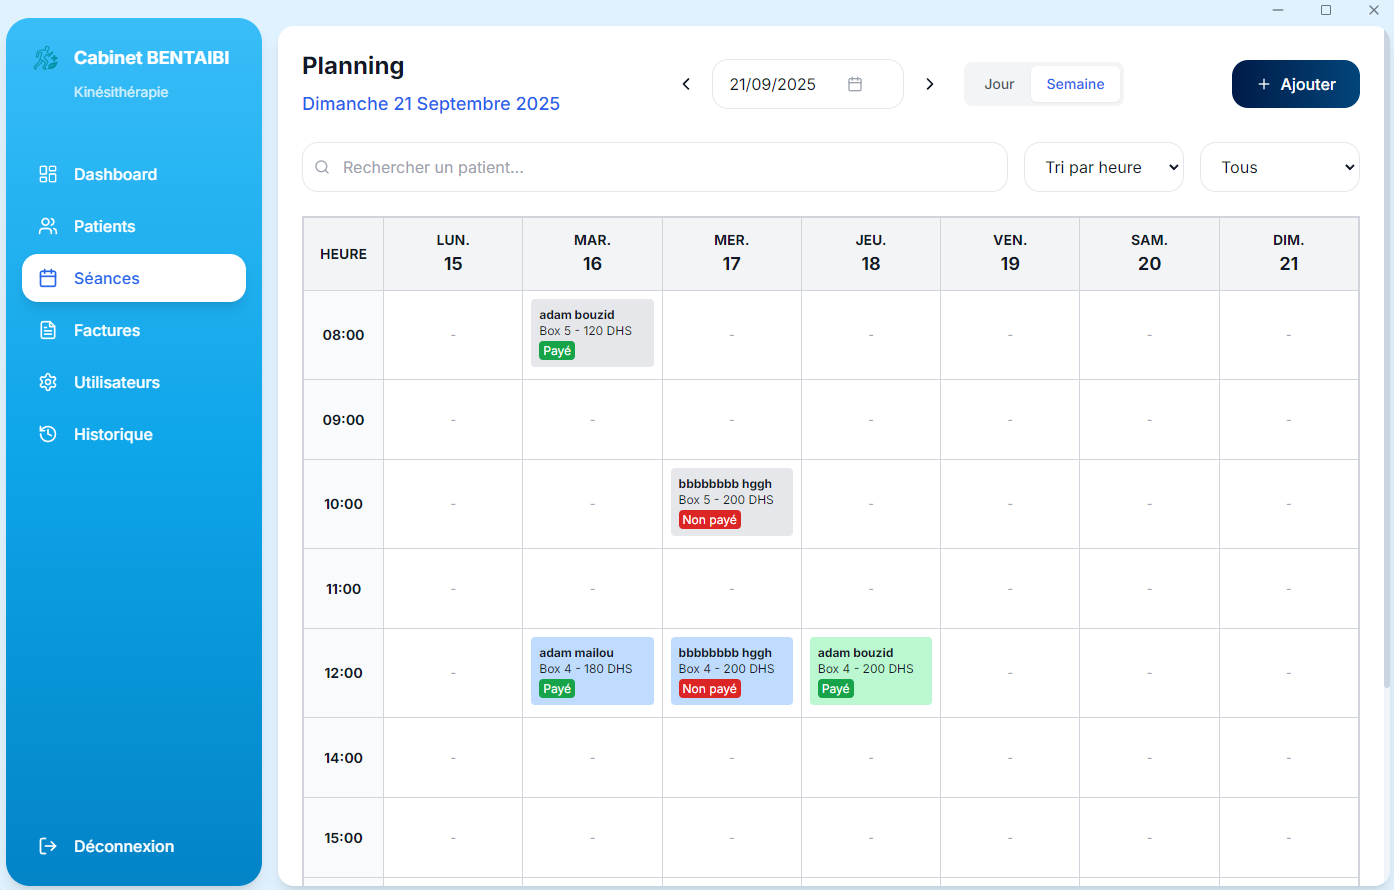 Cabinet BENTAIBI
Kinésithérapie
Dashboard
Patients
Séances
Factures
Utilisateurs
Historique
Déconnexion
Planning
Dimanche 21 Septembre 2025
21/09/2025
Jour Semaine
+ Ajouter
Rechercher un patient...
Tri par heure
Tous
HEURE LUN. 15 MAR. 16 MER. 17 JEU. 18 VEN. 19 SAM. 20 DIM. 21
08:00
-
adam bouzid
Box 5 - 120 DHS
Payé
- - - - -
09:00 - - - - - - -
10:00
- -
bbbbbbbb hggh
Box 5 - 200 DHS
Non payé
- - - -
11:00 - - - - - - -
12:00
-
adam mailou
Box 4 - 180 DHS
Payé
bbbbbbbb hggh
Box 4 - 200 DHS
Non payé
adam bouzid
Box 4 - 200 DHS
Payé
- - -
14:00 - - - - - - -
15:00 - - - - - - -